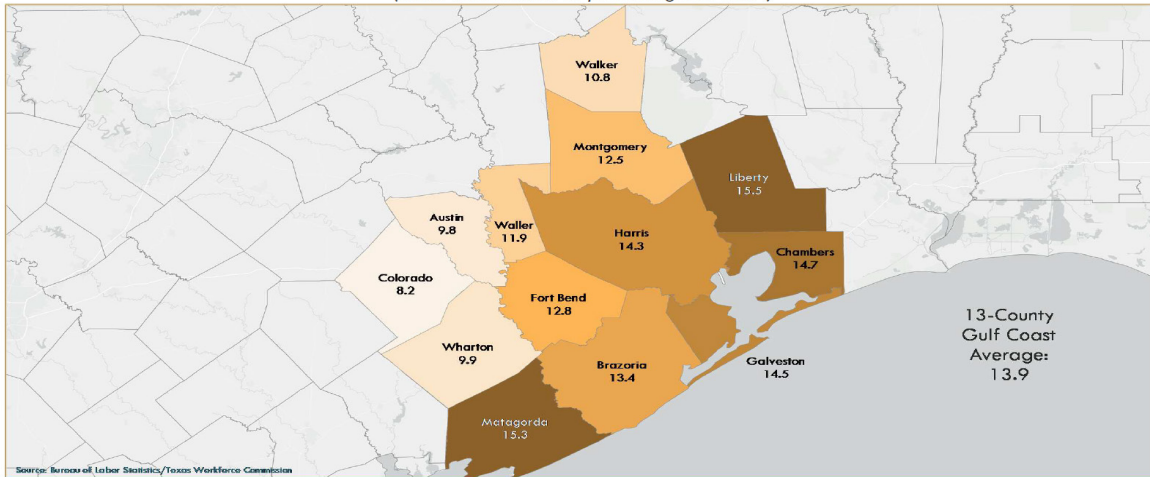 Walker
10.8
Montgomery
12.5
Liberty
15.5
Austin
9.8
Waller
11.9
Harris
14.3
Chambers
14.7
Colorado
8.2
Fort Bend
12.8
Wharton
9.9
Brazoria
13.4
Galveston
14.5
Matagorda
15.3
13-County
Gulf Coast
Average:
13.9
Source: Bureau of Labor Statistics/Texas Workforce Commission